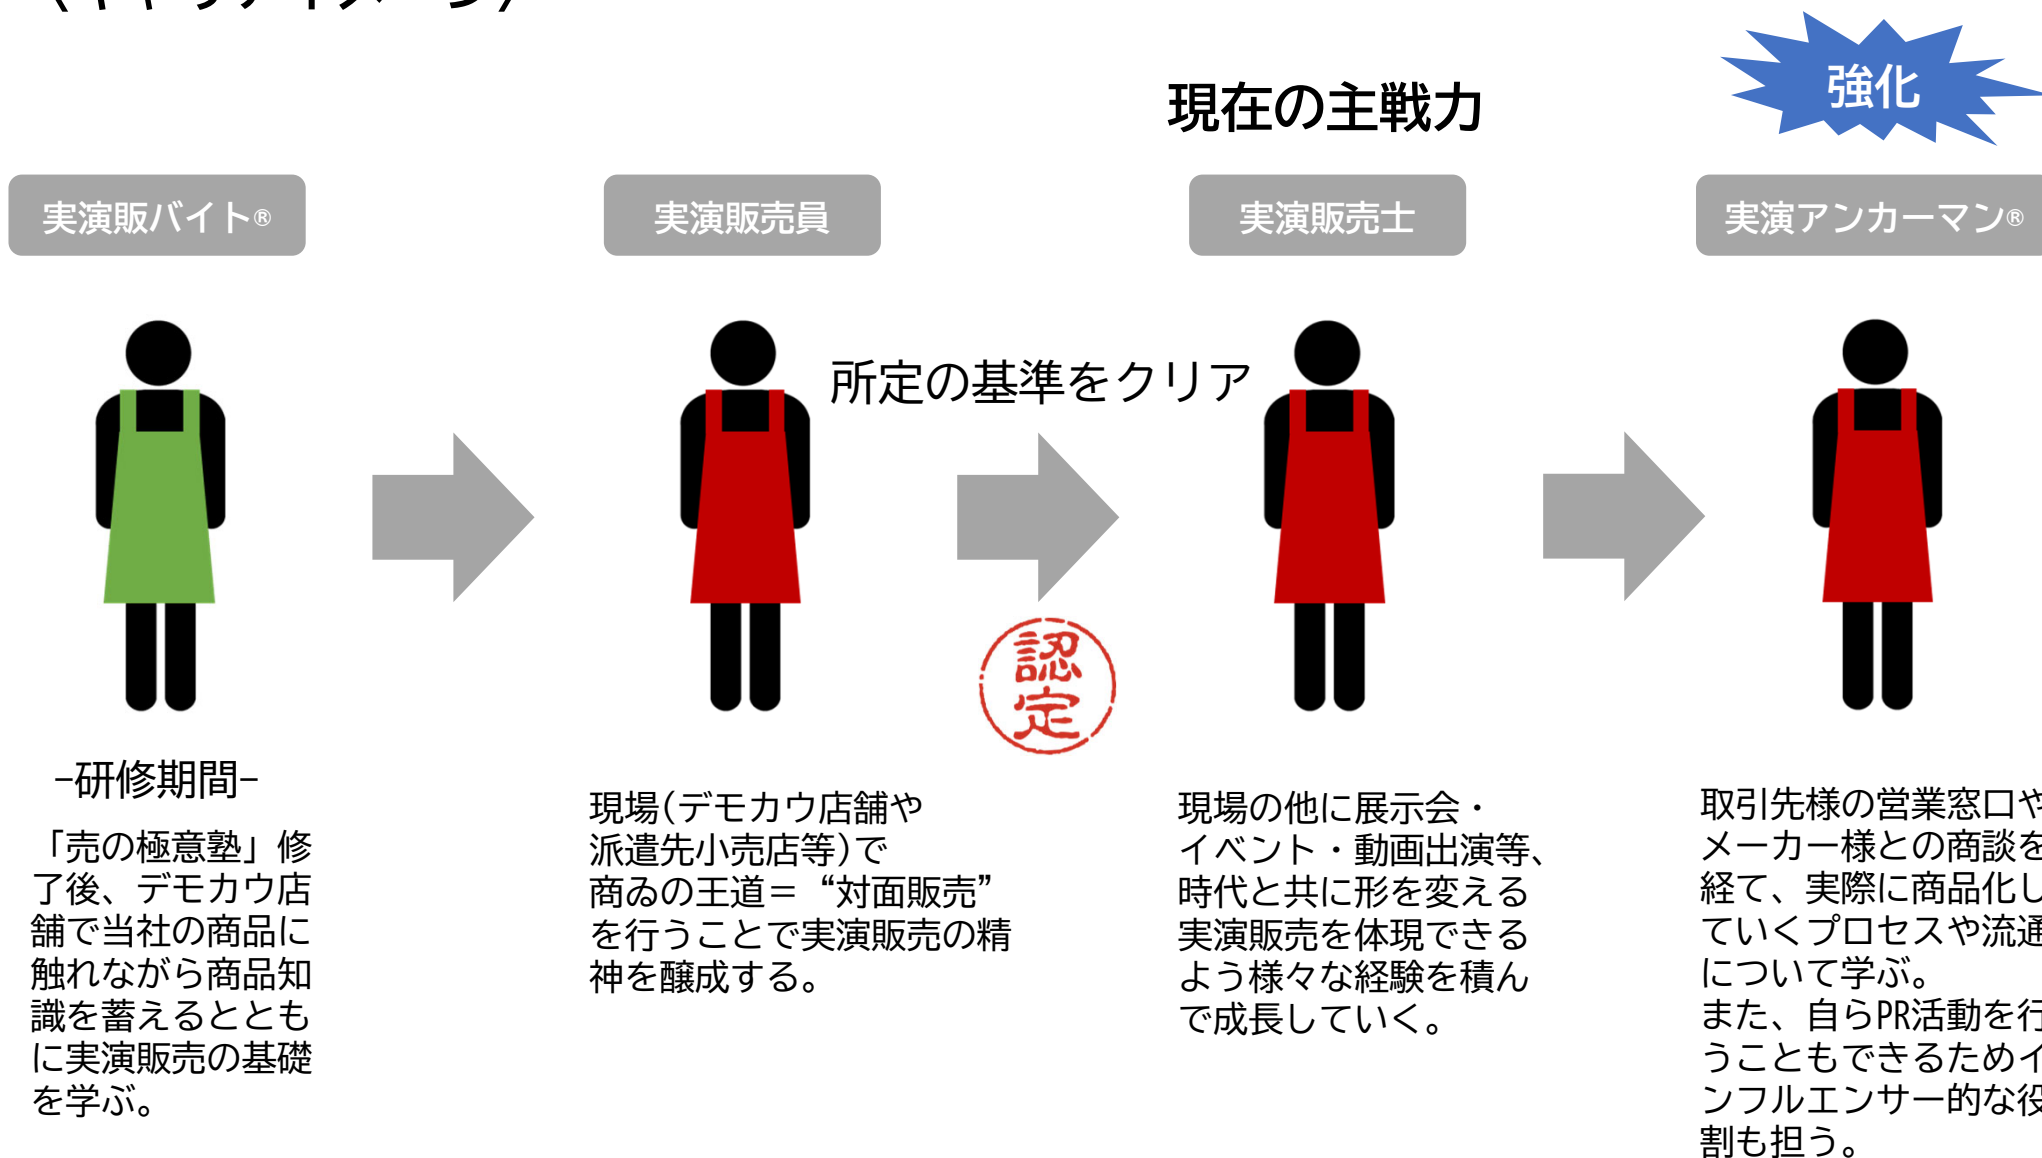 (キャリアイメージ)
現在の主戦力
強化
実演販バイト®
実演販売員
実演販売士
実演アンカーマン®
所定の基準をクリア
認定
-研修期間-
「売の極意塾」修
了後、デモカウ店
舗で当社の商品に
触れながら商品知
識を蓄えるととも
に実演販売の基礎
を学ぶ。
現場(デモカウ店舗や
派遣先小売店等)で
商ゐの王道＝“対面販売”
を行うことで実演販売の精
神を醸成する。
現場の他に展示会・
イベント・動画出演等、
時代と共に形を変える
実演販売を体現できる
よう様々な経験を積ん
で成長していく。
取引先様の営業窓口や
メーカー様との商談を
経て、実際に商品化し
ていくプロセスや流通
について学ぶ。
また、自らPR活動を行
うこともできるためイ
ンフルエンサー的な役
割も担う。